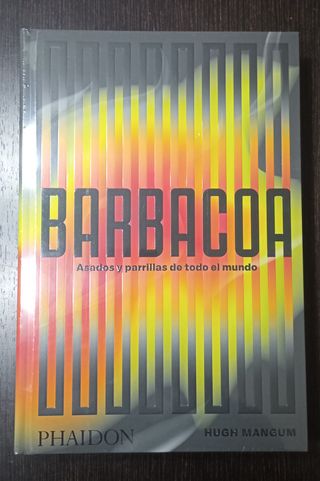 BARBACOA
Asados y parrillas de todo el mundo
PHAIDON
HUGH MANGUM